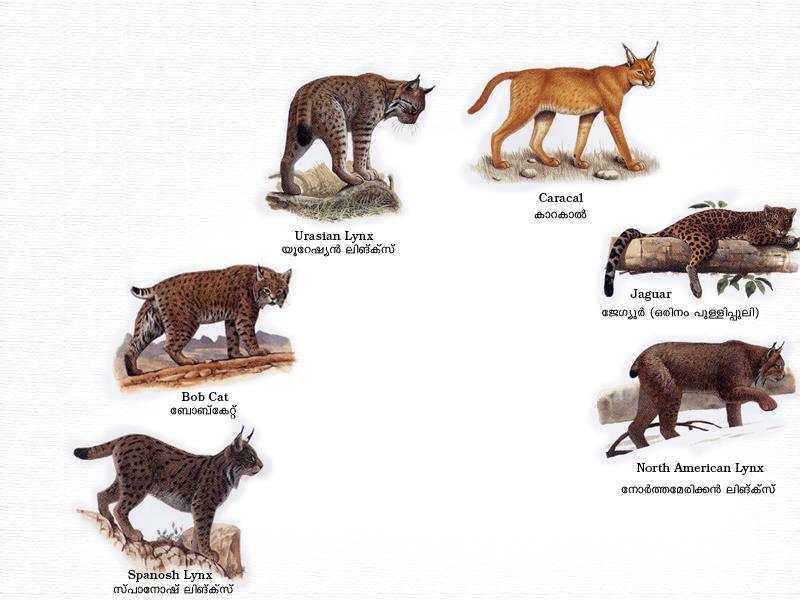 Caracal
കാറകാൽ
Urasian Lynx
യൂറേഷ്യൻ ലിങ്ക്സ്
Jaguar
ജേഗ്യൂർ (ഒരിനം പുള്ളിപ്പുലി)
Bob Cat
ബോബ്കേറ്റ്
North American Lynx
നോർത്തമേരിക്കൻ ലിങ്ക്സ്
Spanosh Lynx
സ്പാനോഷ് ലിങ്ക്സ്